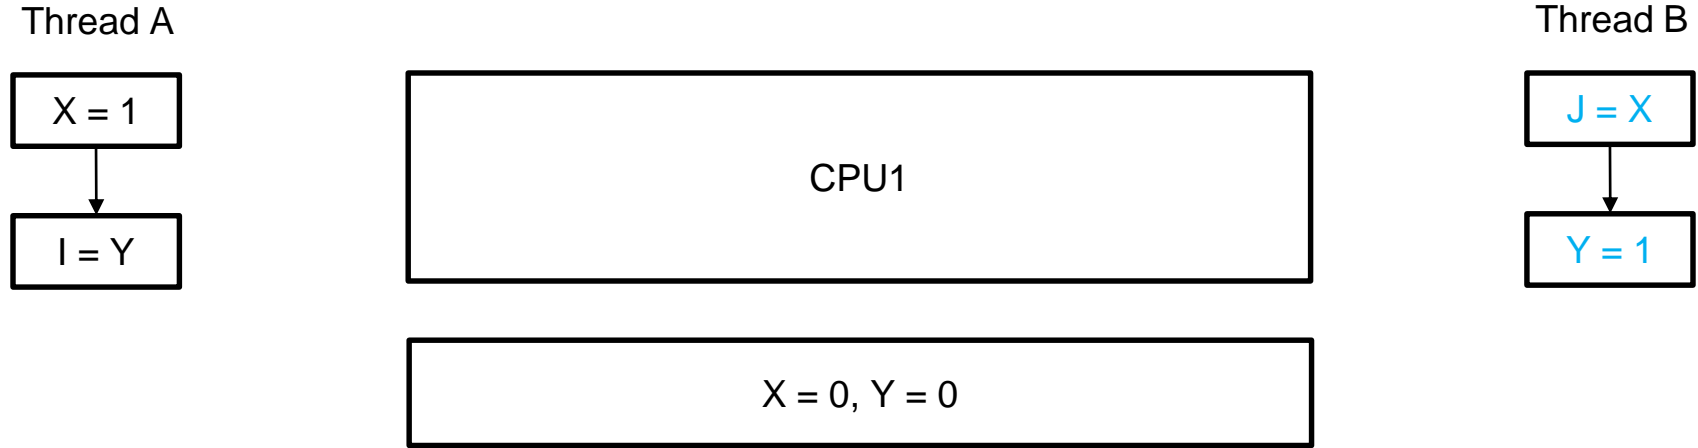 Thread A
X = 1
I = Y
CPU1
X = 0, Y = 0
Thread B
J = X
Y = 1